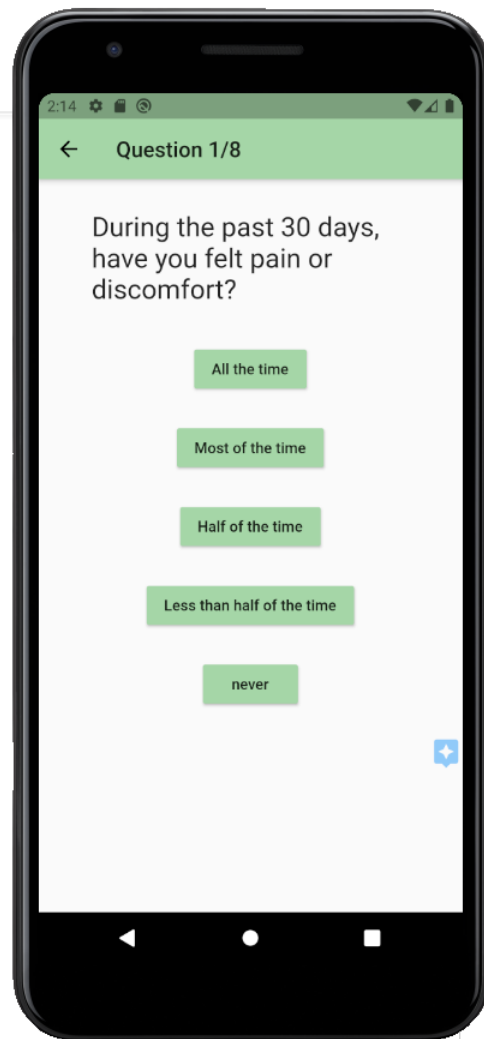 2:14
Question 1/8
During the past 30 days,
have you felt pain or
discomfort?
All the time
Most of the time
Half of the time
Less than half of the time
never